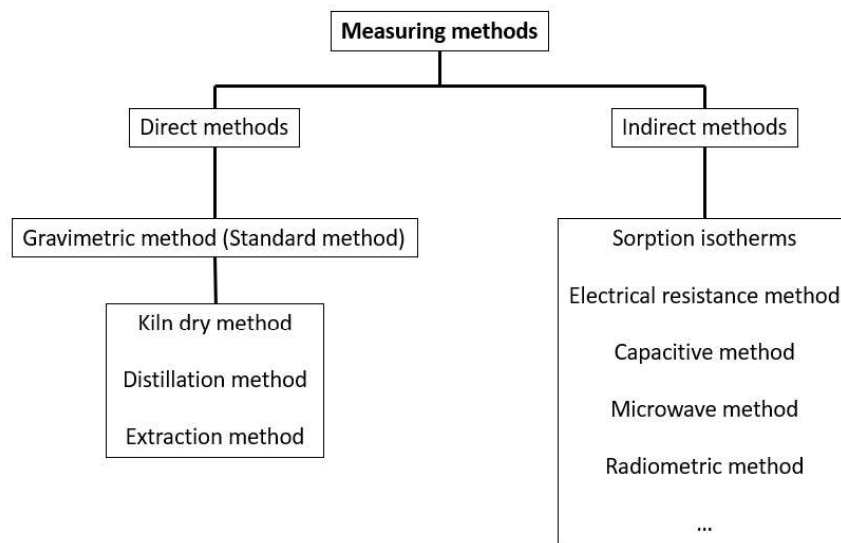 Measuring methods
Direct methods
Indirect methods
Gravimetric method (Standard method)
Kiln dry method
Distillation method
Extraction method
Sorption isotherms
Electrical resistance method
Capacitive method
Microwave method
Radiometric method
...